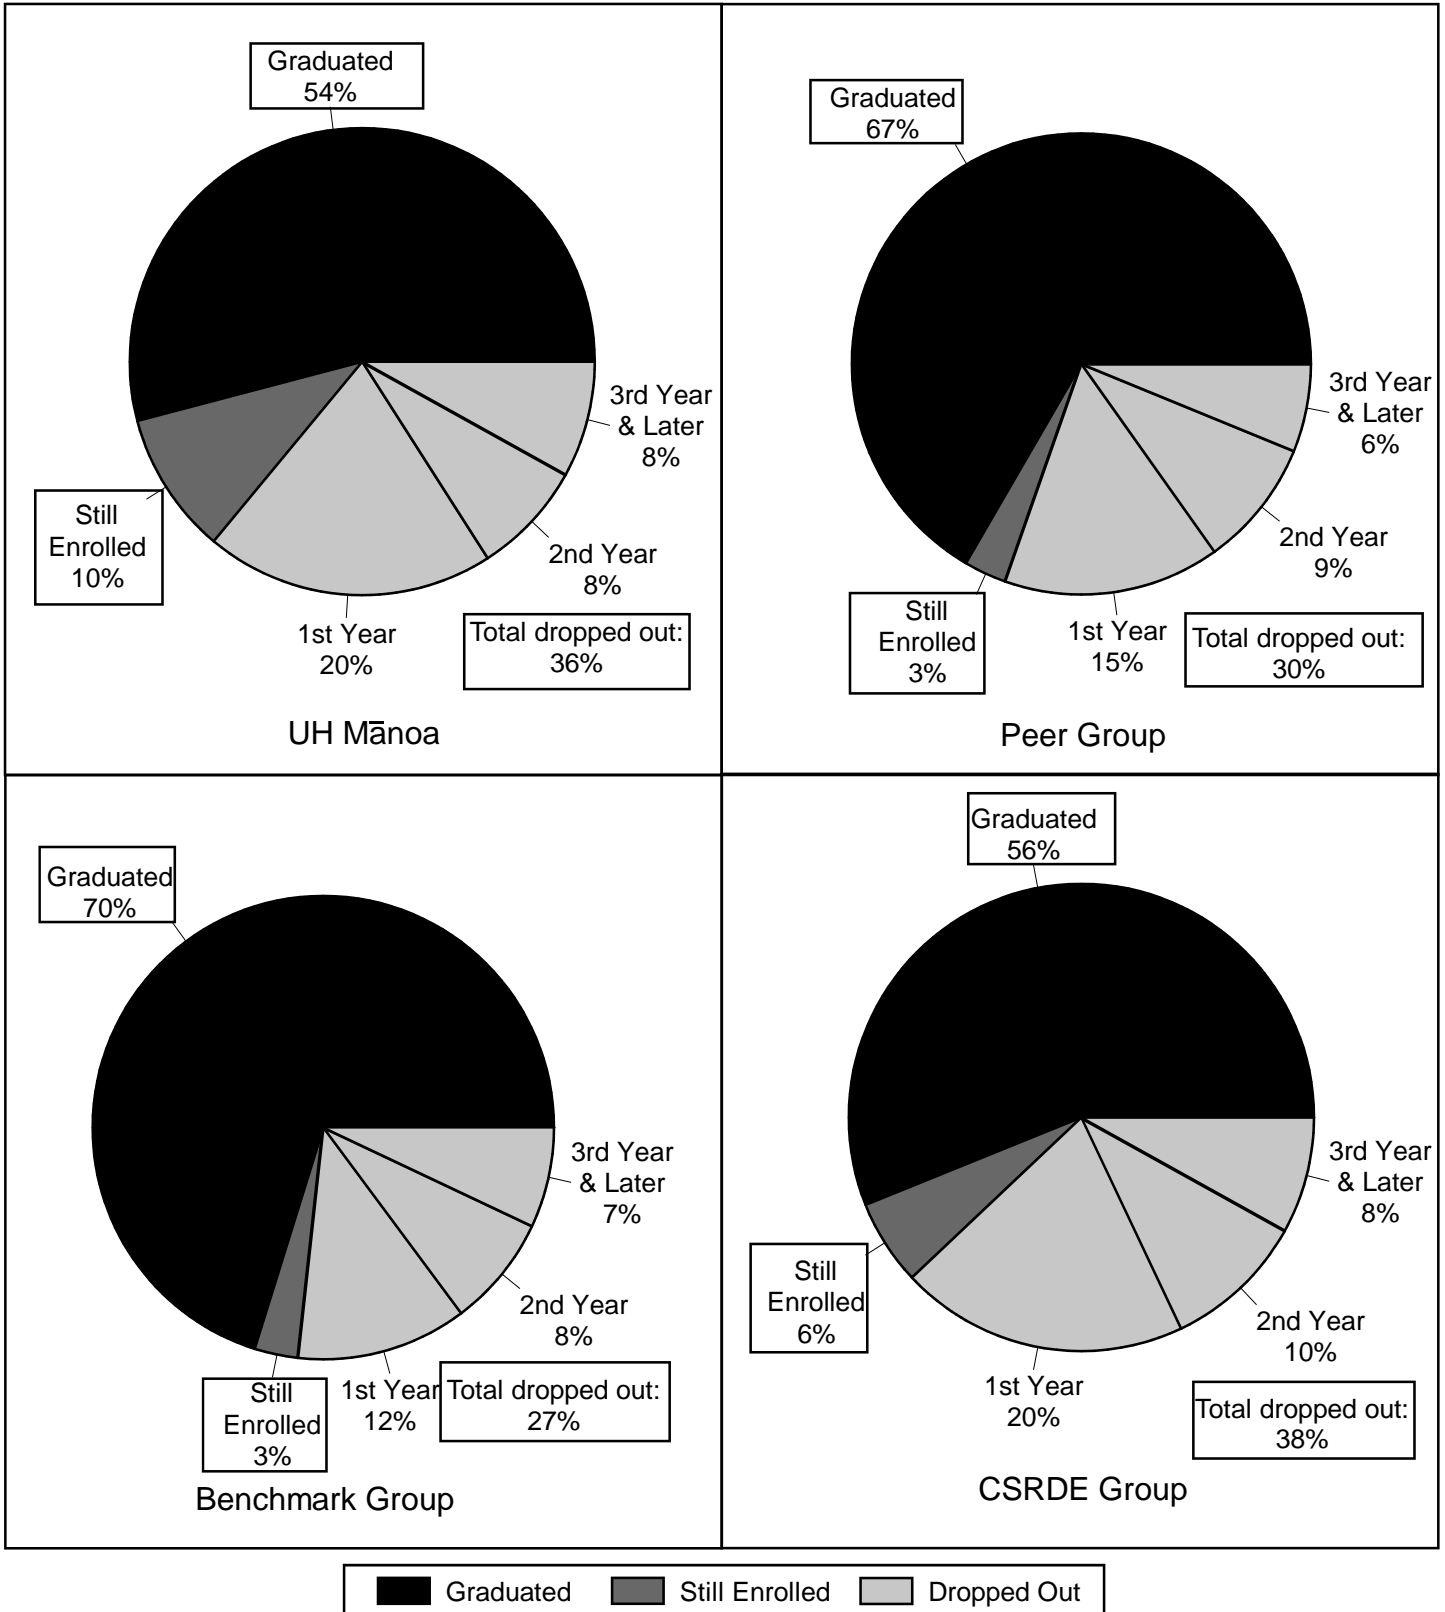 Graduated
54%
3rd Year
& Later
8%
2nd Year
8%
1st Year
20%
Still
Enrolled
10%
Total dropped out:
36%
UH Mānoa
Graduated
67%
3rd Year
& Later
6%
2nd Year
9%
1st Year
15%
Still
Enrolled
3%
Total dropped out:
30%
Peer Group
Graduated
70%
3rd Year
& Later
7%
2nd Year
8%
1st Year
12%
Still
Enrolled
3%
Total dropped out:
27%
Benchmark Group
Graduated
56%
3rd Year
& Later
8%
2nd Year
10%
1st Year
20%
Still
Enrolled
6%
Total dropped out:
38%
CSRDE Group
Graduated Still Enrolled Dropped Out